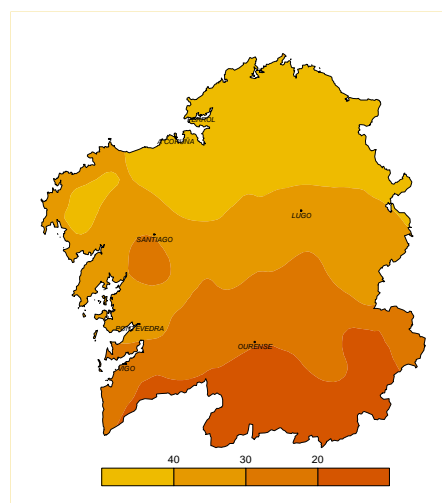 FERROL
A CORUÑA
LUGO
SANTIAGO
PONTEVEDRA
OURENSE
VIGO
40 30 20